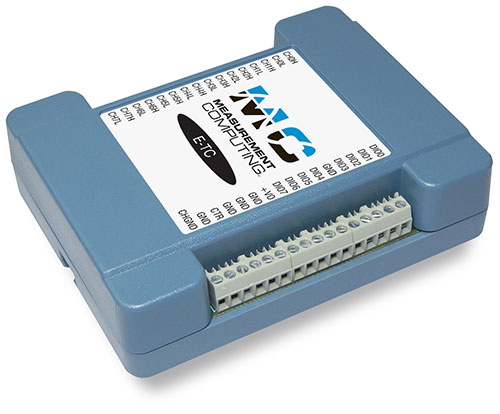 CH7L
CH7H
CH6L
CH6H
CH5L
CH5H
CH4L
CH4H
CH3L
CH3H
CH2L
CH2H
CH1L
CH1H
CH0L
CH0H
MEASUREMENT
COMPUTING
E-TC
CHGND
GND
CTR
GND
GND
+VO
DIO7
DIO6
DIO5
DIO4
GND
DIO3
DIO2
DIO1
DIO0